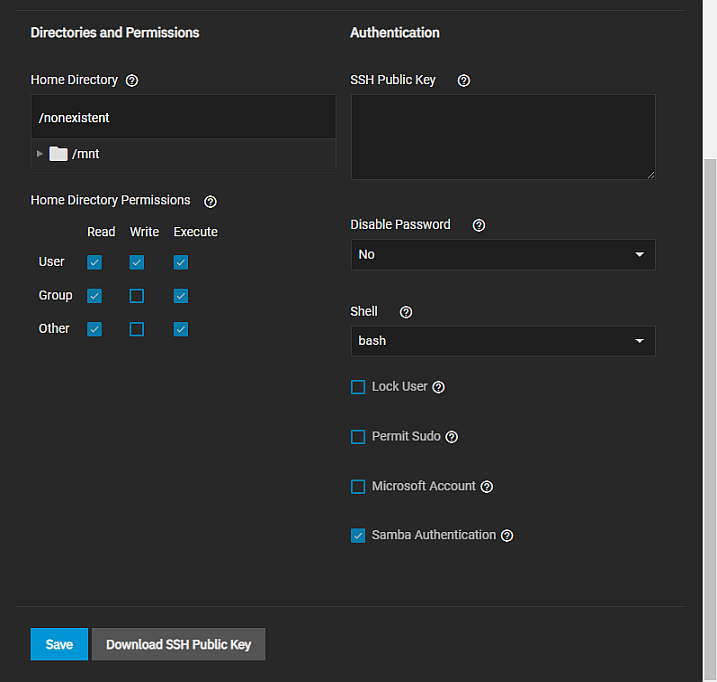 Directories and Permissions
Home Directory
/nonexistent
/mnt
Home Directory Permissions
Read Write Execute
User
Group
Other
Authentication
SSH Public Key
Disable Password
No
Shell
bash
Lock User
Permit Sudo
Microsoft Account
Samba Authentication
Save
Download SSH Public Key